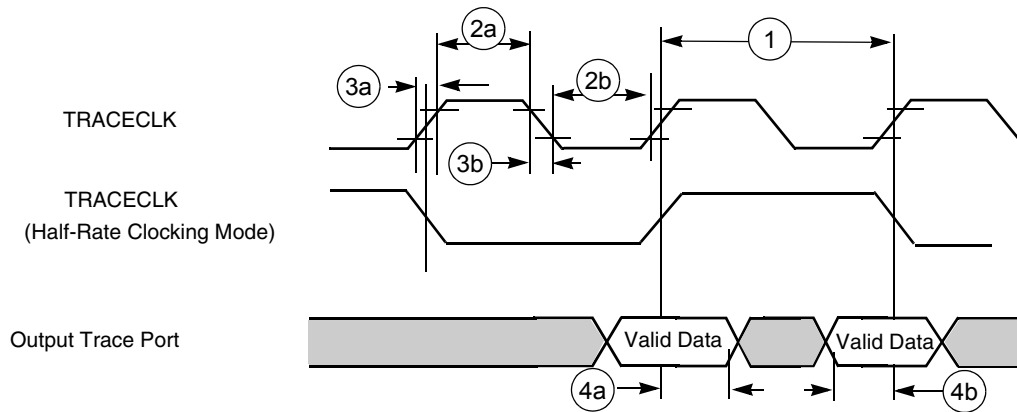 2a
1
3a
2b
TRACECLK
3b
TRACECLK
(Half-Rate Clocking Mode)
Output Trace Port
Valid Data
Valid Data
4a
4b